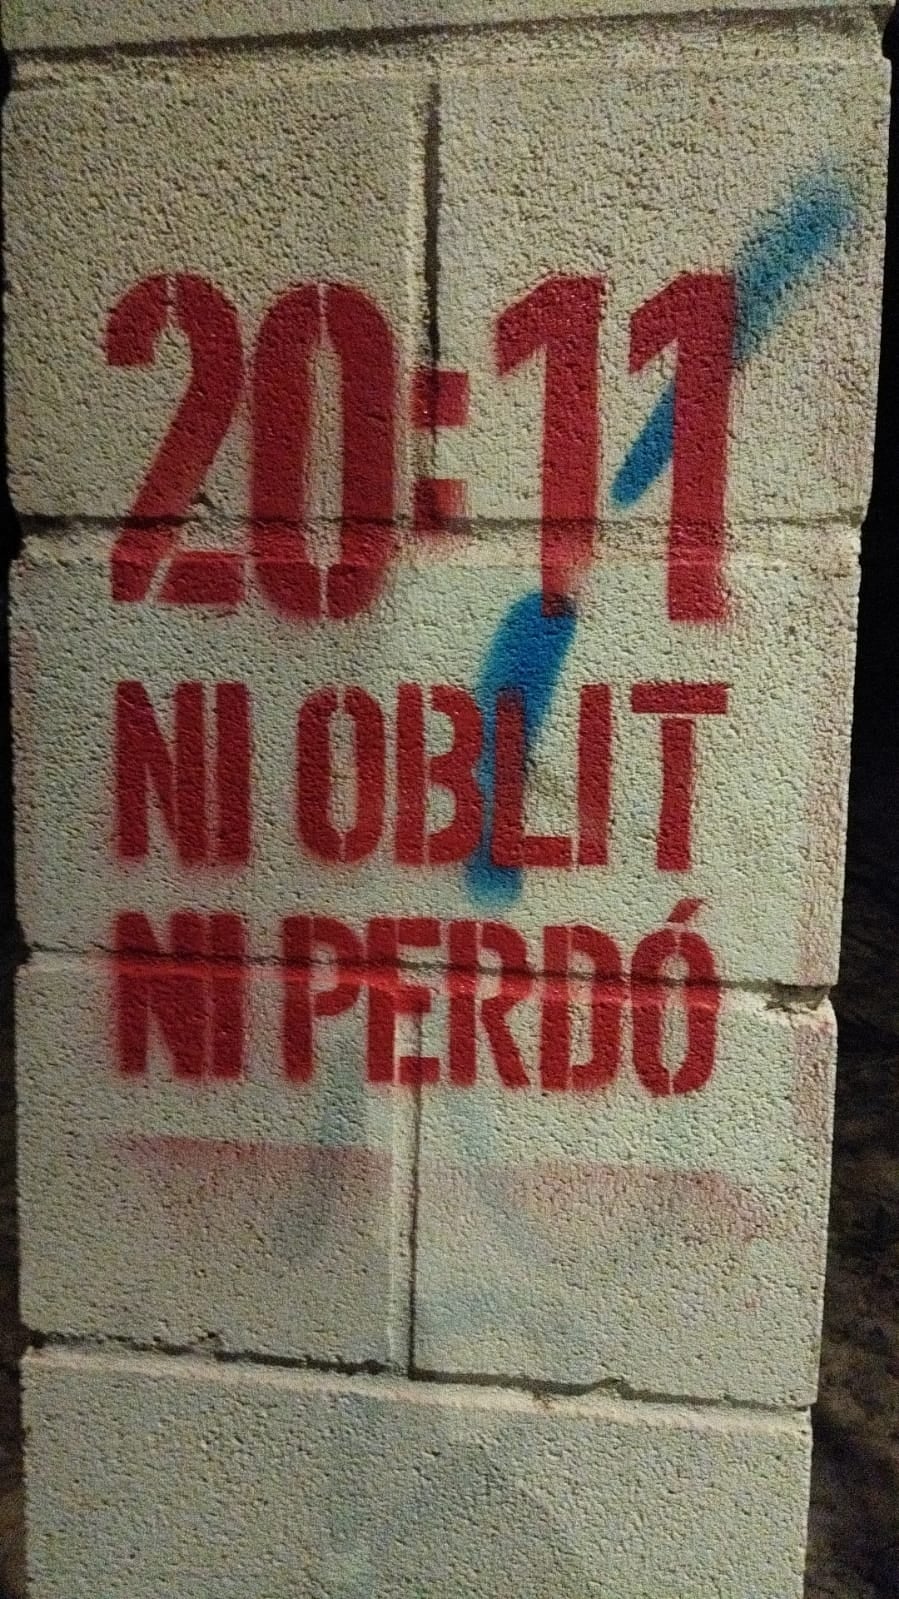 20:11
NI OBLIT
NI PERDÓ